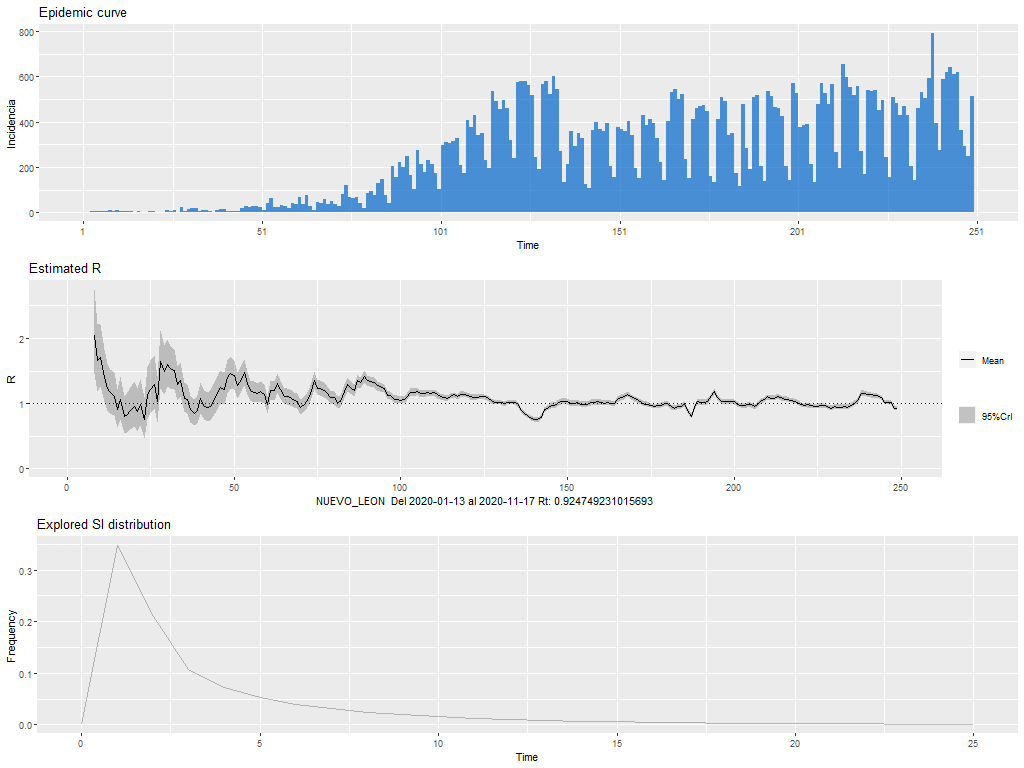 Epidemic curve
800
600
400
200
0
Incidencia
1 51 101 151 201 251
Time
Estimated R
2
1
0
R
Mean
95%CrI
0 50 100 150 200 250
NUEVO_LEON Del 2020-01-13 al 2020-11-17 Rt: 0.924749231015693
Explored SI distribution
0.3
0.2
0.1
0.0
Frequency
0 5 10 15 20 25
Time